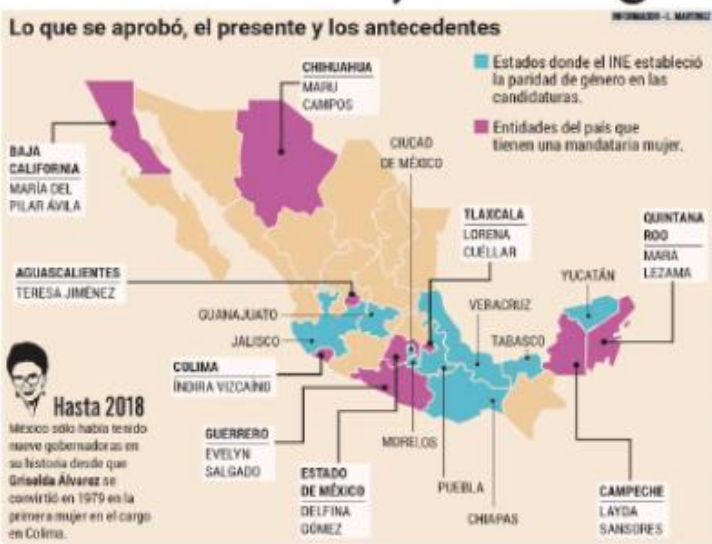 INFORMADOR • L. MARTÍNEZ
Lo que se aprobó, el presente y los antecedentes
Estados donde el INE estableció
la paridad de género en las
candidaturas.
Entidades del país que
tienen una mandataria mujer.
CHIHUAHUA
MARU
CAMPOS
CIUDAD
DE MÉXICO
BAJA
CALIFORNIA
MARÍA DEL
PILAR ÁVILA
TLAXCALA
LORENA
CUÉLLAR
QUINTANA
ROO
MARA
LEZAMA
AGUASCALIENTES
TERESA JIMÉNEZ
YUCATÁN
GUANAJUATO
VERACRUZ
JALISCO
TABASCO
COLIMA
ÍNDIRA VIZCAÍNO
Hasta 2018
México sólo había tenido
nueve gobernadoras en
su historia desde que
Griselda Álvarez se
convirtió en 1979 en la
primera mujer en el cargo
en Colima.
GUERRERO
EVELYN
SALGADO
MORELOS
ESTADO
DE MÉXICO
DELFINA
GÓMEZ
PUEBLA
CHIAPAS
CAMPECHE
LAYDA
SANSORES